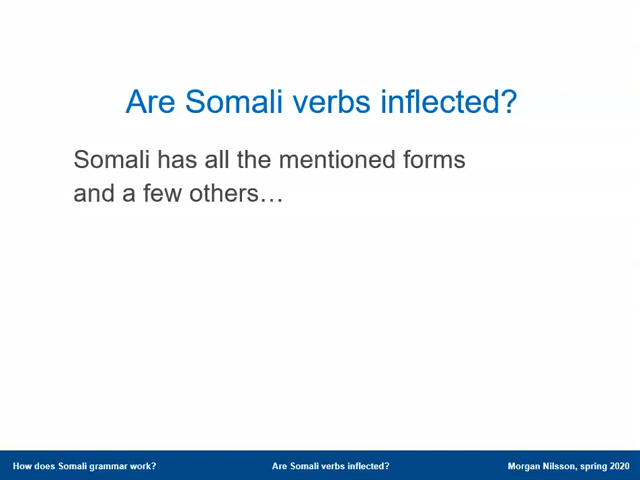 Are Somali verbs inflected?
Somali has all the mentioned forms
and a few others…
How does Somali grammar work?
Are Somali verbs inflected?
Morgan Nilsson, spring 2020